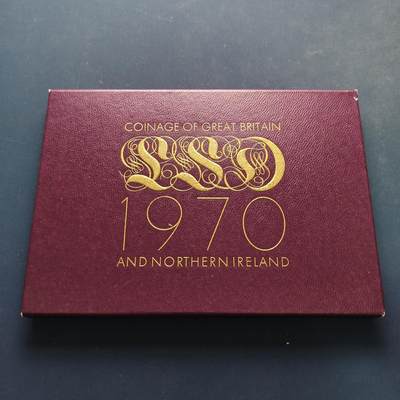 COINAGE OF GREAT BRITAIN
LSD
1970
AND NORTHERN IRELAND